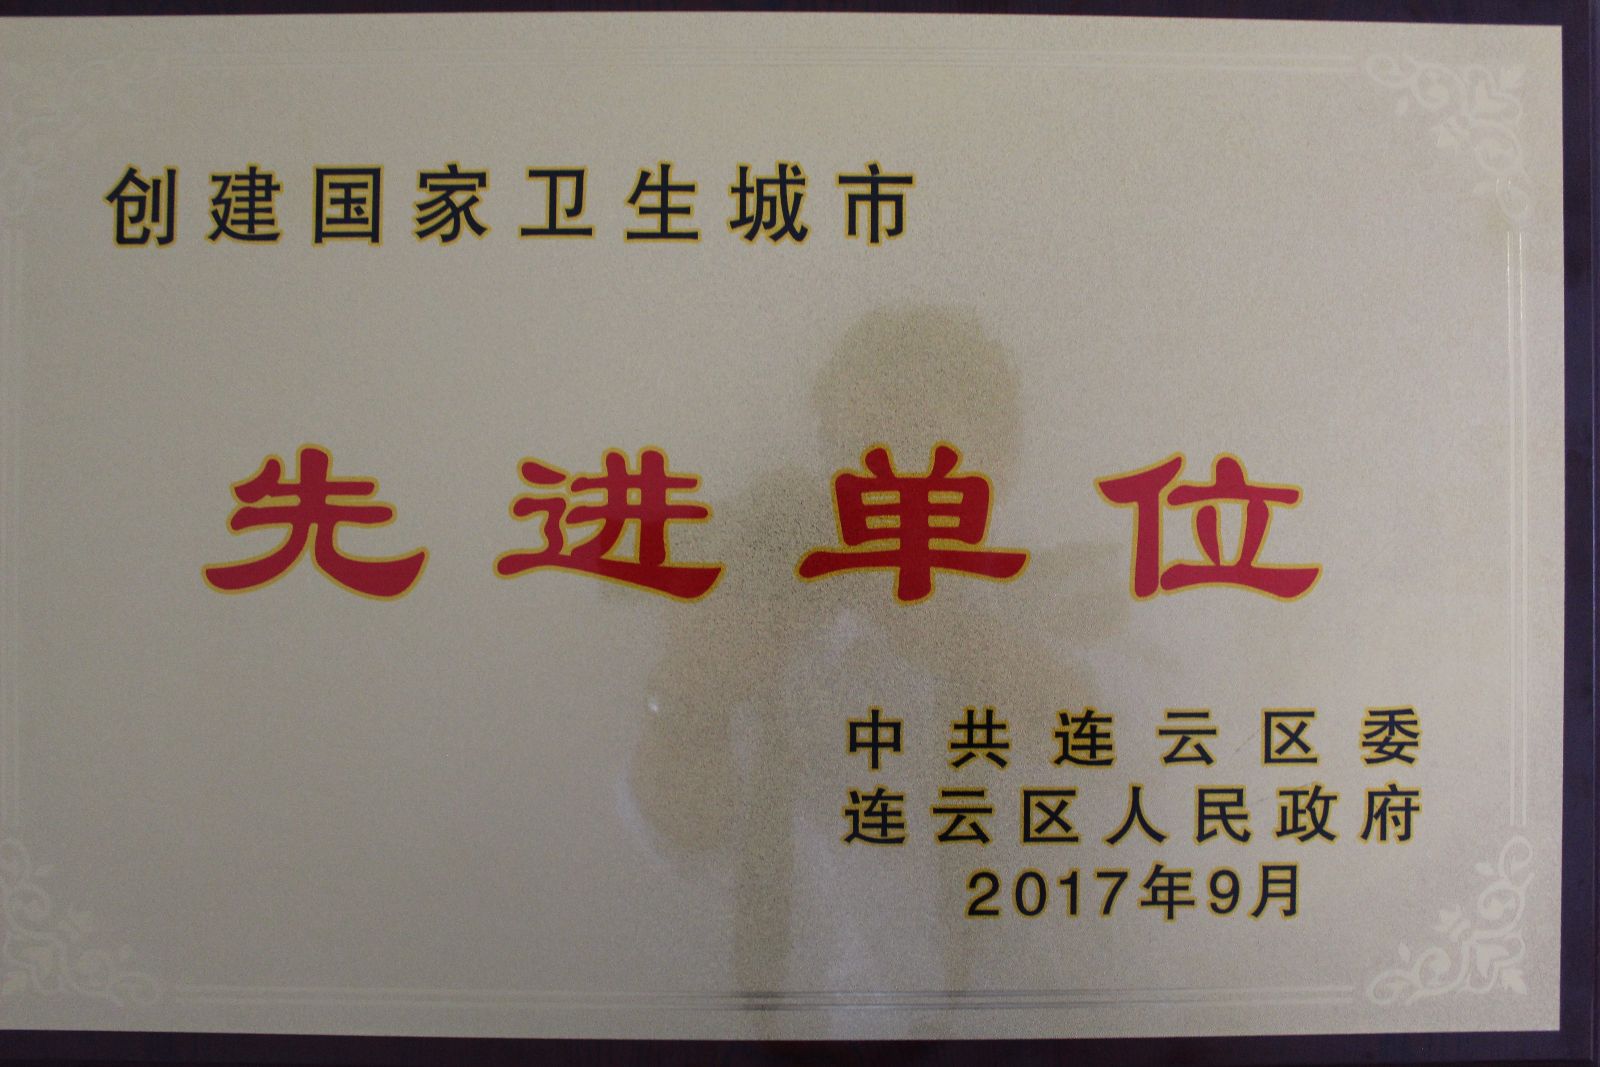 创建国家卫生城市
先进单位
中共连云区委
连云区人民政府
2017年9月